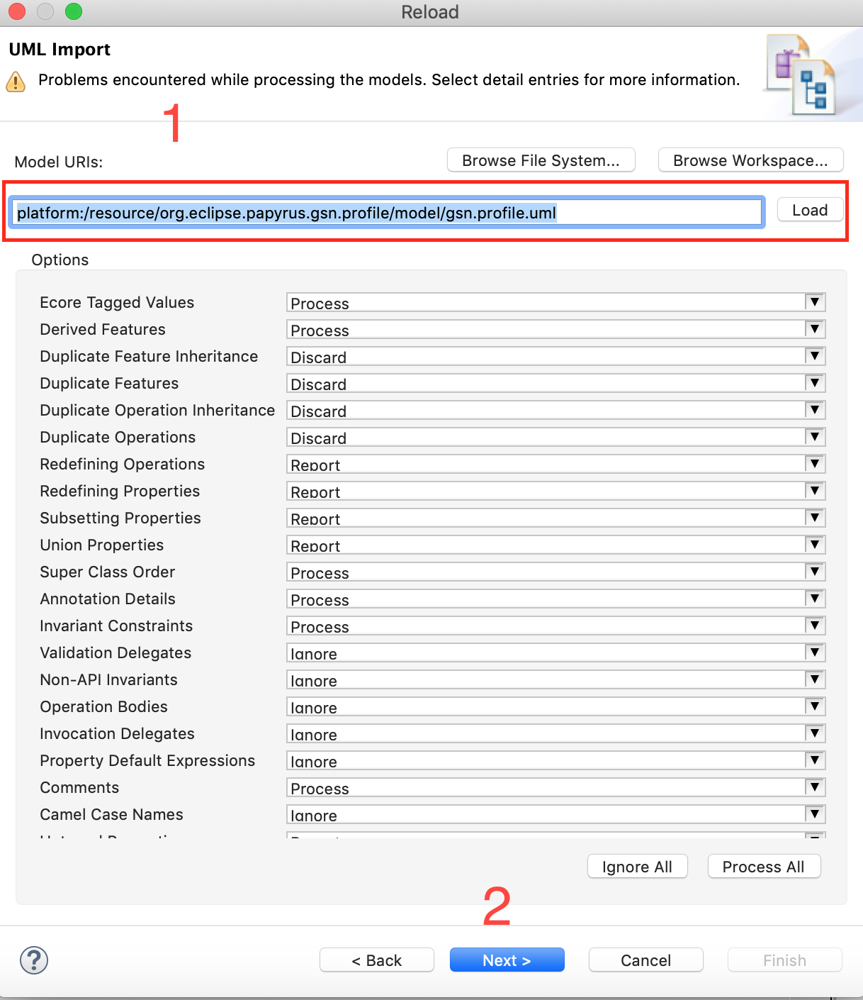 Reload
UML Import
Problems encountered while processing the models. Select detail entries for more information.
1
Model URIs:
Browse File System...
Browse Workspace...
platform:/resource/org.eclipse.papyrus.gsn.profile/model/gsn.profile.uml
Load
Options
Ecore Tagged Values Process
Derived Features Process
Duplicate Feature Inheritance Discard
Duplicate Features Discard
Duplicate Operation Inheritance Discard
Duplicate Operations Discard
Redefining Operations Report
Redefining Properties Report
Subsetting Properties Report
Union Properties Report
Super Class Order Process
Annotation Details Process
Invariant Constraints Process
Validation Delegates Ignore
Non-API Invariants Ignore
Operation Bodies Ignore
Invocation Delegates Ignore
Property Default Expressions Ignore
Comments Process
Camel Case Names Ignore
Ignore All
Process All
2
?
< Back
Next >
Cancel
Finish